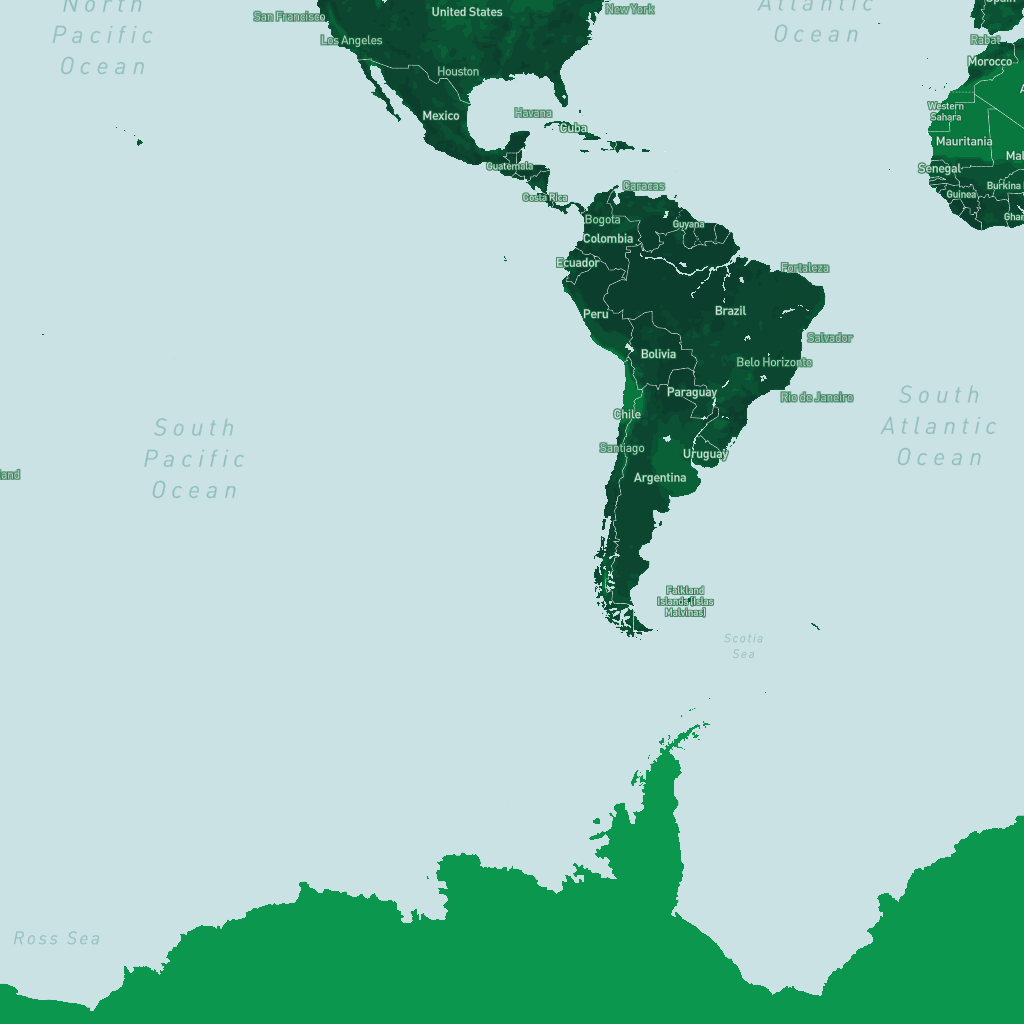 North
Pacific
Ocean
San Francisco
Los Angeles
United States
New York
Houston
Mexico
Havana
Cuba
Guatemala
Costa Rica
Caracas
Atlantic
Ocean
Spain
Rabat
Morocco
Western
Sahara
Mauritania
Senegal
Guinea
Burkina
Bogota
Colombia
Guyana
Ecuador
Fortaleza
Peru
Brazil
Salvador
Bolivia
Belo Horizonte
Paraguay
Rio de Janeiro
Chile
Santiago
Uruguay
Argentina
South
Pacific
Ocean
South
Atlantic
Ocean
Falkland
Islands (Islas
Malvinas)
Scotia
Sea
Ross Sea